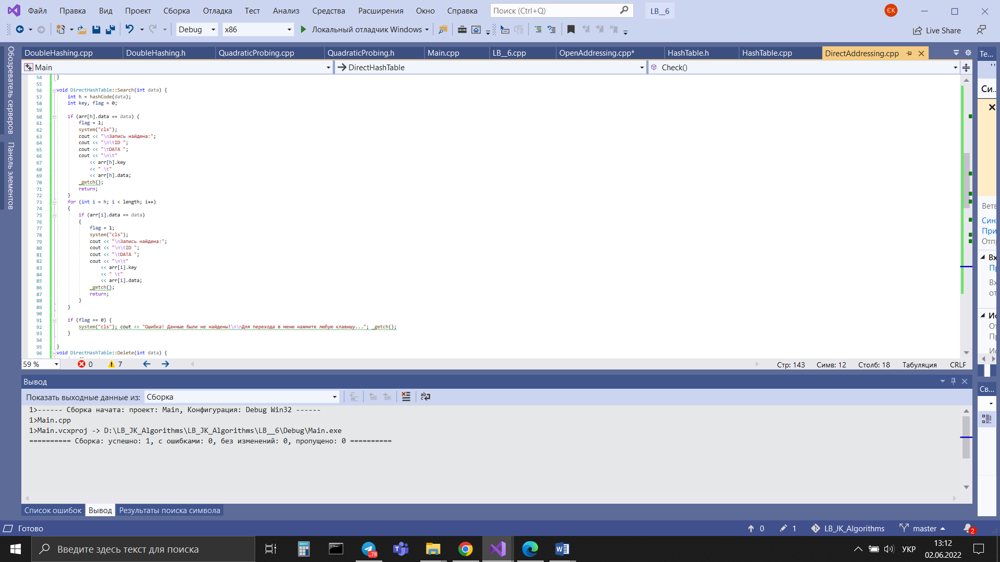 Файл Правка Вид Проект Сборка Отладка Тест Анализ Средства Расширения Окно Справка Поиск (Ctrl+Q) LB__6 ЄК
Debug x86 Локальный отладчик Windows Live Share
DoubleHashing.cpp DoubleHashing.h QuadraticProbing.cpp QuadraticProbing.h Main.cpp LB__6.cpp OpenAddressing.cpp* HashTable.h HashTable.cpp DirectAddressing.cpp Те...
Main DirectHashTable Check()
Обозреватель серверов
Панель элементов
54 }
55
56 void DirectHashTable::Search(int data) {
57 int h = hashCode(data);
58 int key, flag = 0;
59
60 if (arr[h].data == data) {
61 flag = 1;
62 system("cls");
63 cout << "\nЗапись найдена:";
64 cout << "\n\tID ";
65 cout << "\tDATA ";
66 cout << "\n\t"
67 << arr[h].key
68 << " \t"
69 << arr[h].data;
70 _getch();
71 return;
72 }
73 for (int i = h; i < length; i++)
74 {
75 if (arr[i].data == data)
76 {
77 flag = 1;
78 system("cls");
79 cout << "\nЗапись найдена:";
80 cout << "\n\tID ";
81 cout << "\tDATA ";
82 cout << "\n\t"
83 << arr[i].key
84 << " \t"
85 << arr[i].data;
86 _getch();
87 return;
88 }
89 }
90
91 if (flag == 0) {
92 system("cls"); cout << "Ошибка! Данные были не найдены!\n\nДля перехода в меню нажмите любую клавишу..."; _getch();
93 }
94
95 }
96 void DirectHashTable::Delete(int data) {
Си...
Ветв
Син
При
Отп
Вх
Пр
Вх
от
Ис
От
Пр
Ис
59 % 0 7 Стр: 143 Симв: 12 Столб: 18 Табуляция CRLF
Вывод
Св...
Показать выходные данные из: Сборка
1>------ Сборка начата: проект: Main, Конфигурация: Debug Win32 ------
1>Main.cpp
1>Main.vcxproj -> D:\LB_JK_Algorithms\LB_JK_Algorithms\LB__6\Debug\Main.exe
========== Сборка: успешно: 1, с ошибками: 0, без изменений: 0, пропущено: 0 ==========
Список ошибок Вывод Результаты поиска символа
Готово 0 1 LB_JK_Algorithms master 2
Введите здесь текст для поиска ..78 УКР 13:12
02.06.2022